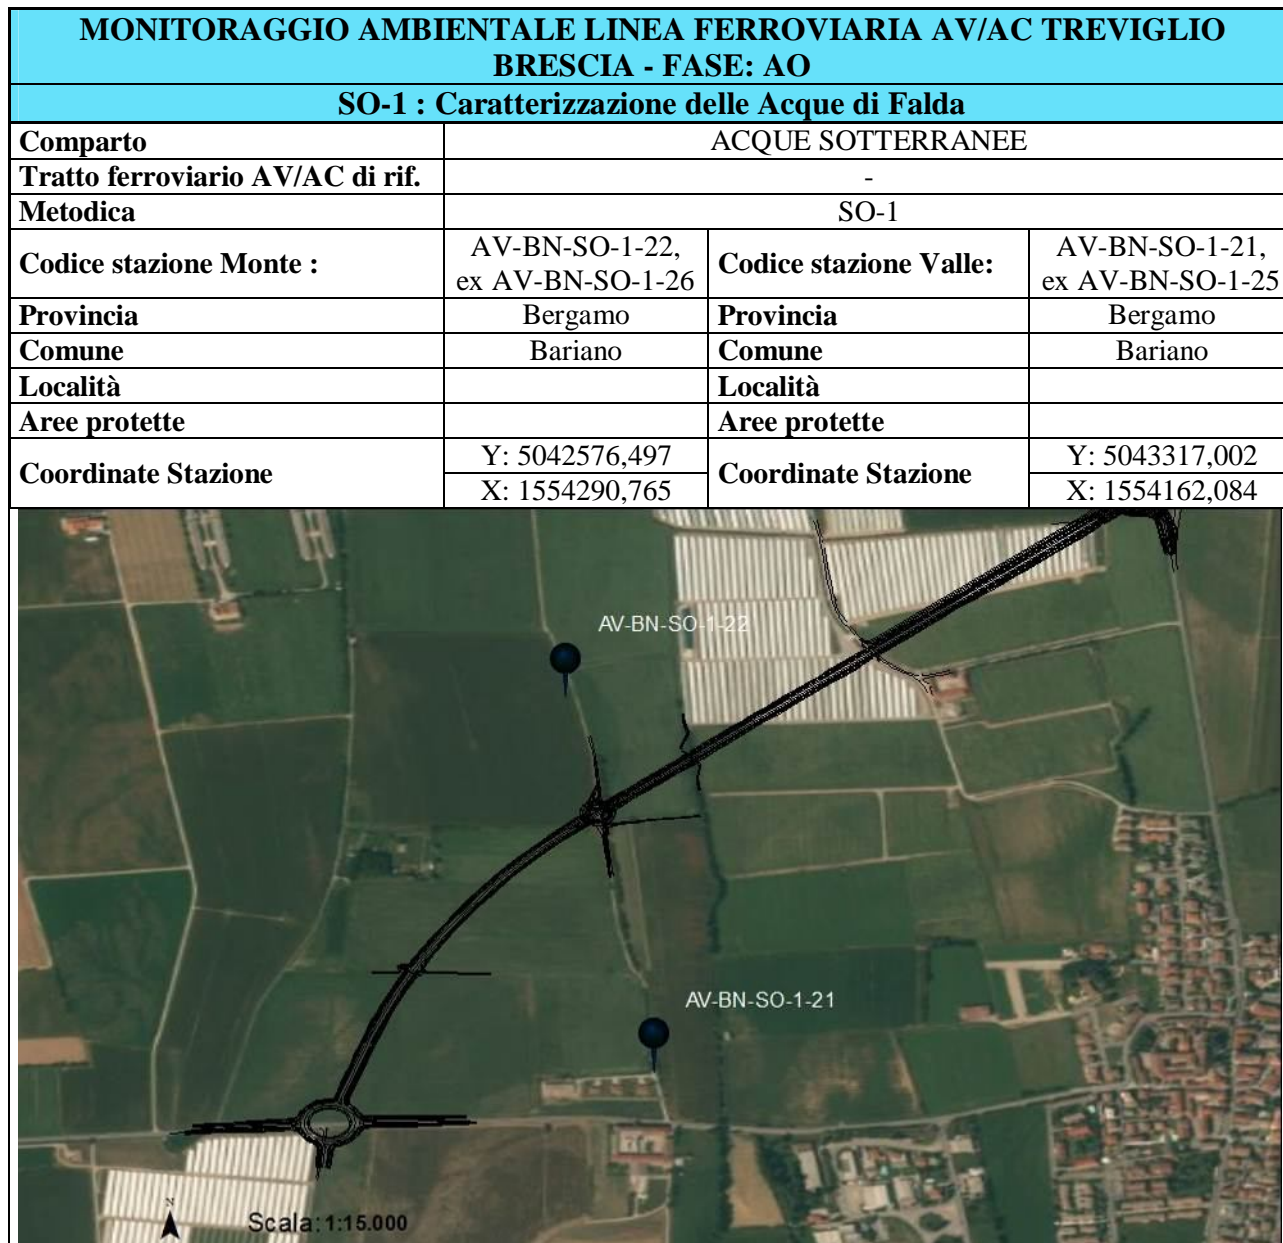 MONITORAGGIO AMBIENTALE LINEA FERROVIARIA AV/AC TREVIGLIO
BRESCIA - FASE: AO
SO-1 : Caratterizzazione delle Acque di Falda
Comparto ACQUE SOTTERRANEE
Tratto ferroviario AV/AC di rif. -
Metodica SO-1
Codice stazione Monte : AV-BN-SO-1-22, ex AV-BN-SO-1-26 Codice stazione Valle: AV-BN-SO-1-21, ex AV-BN-SO-1-25
Provincia Bergamo Provincia Bergamo
Comune Bariano Comune Bariano
Località Località
Aree protette Aree protette
Coordinate Stazione Y: 5042576,497 Coordinate Stazione Y: 5043317,002
X: 1554290,765 X: 1554162,084
AV-BN-SO-1-22
AV-BN-SO-1-21
Scala: 1:15.000